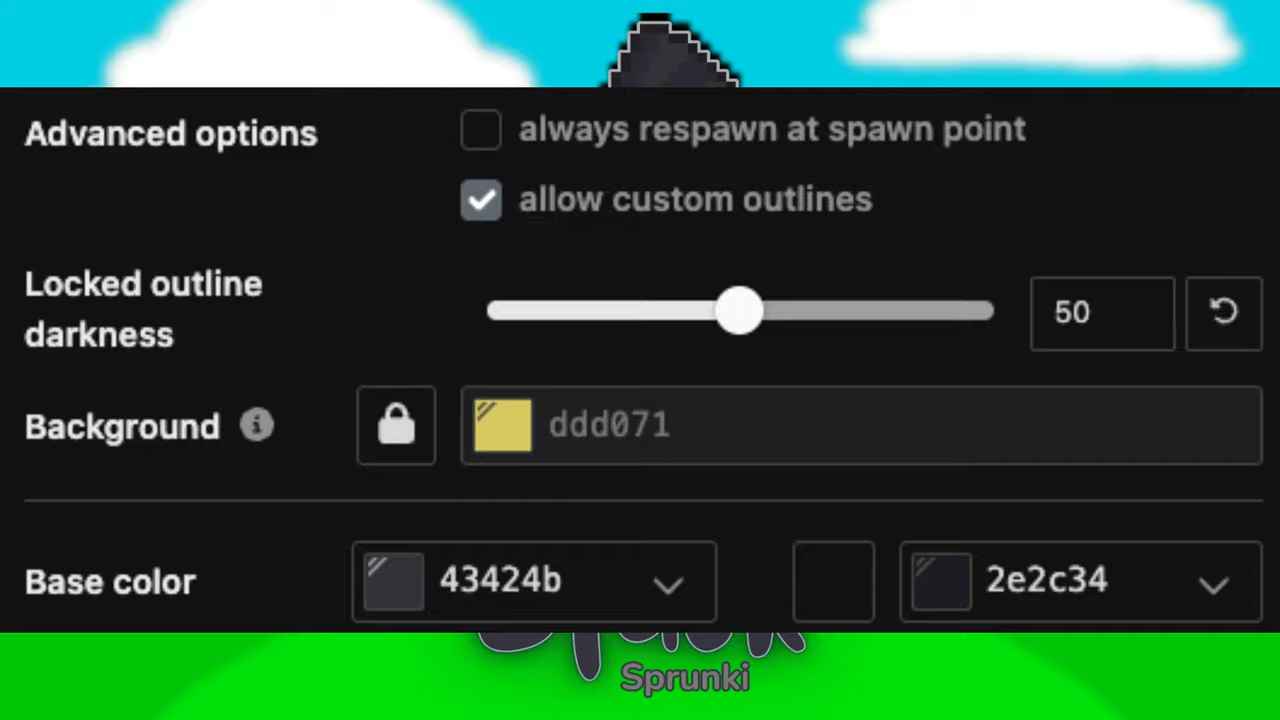 Advanced options
always respawn at spawn point
allow custom outlines
Locked outline
darkness
50
Background
ddd071
Base color
43424b
2e2c34
Sprunki